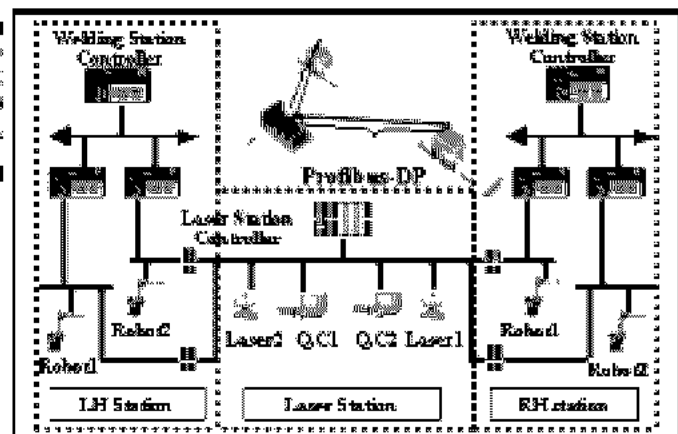 Welding Station
Controller
Welding Station
Controller
Profibus-DP
Laser Station
Controller
Robot2
Robot1
Laser2
QC1
QC2
Laser1
Robot1
Robot2
LH Station
Laser Station
RH station